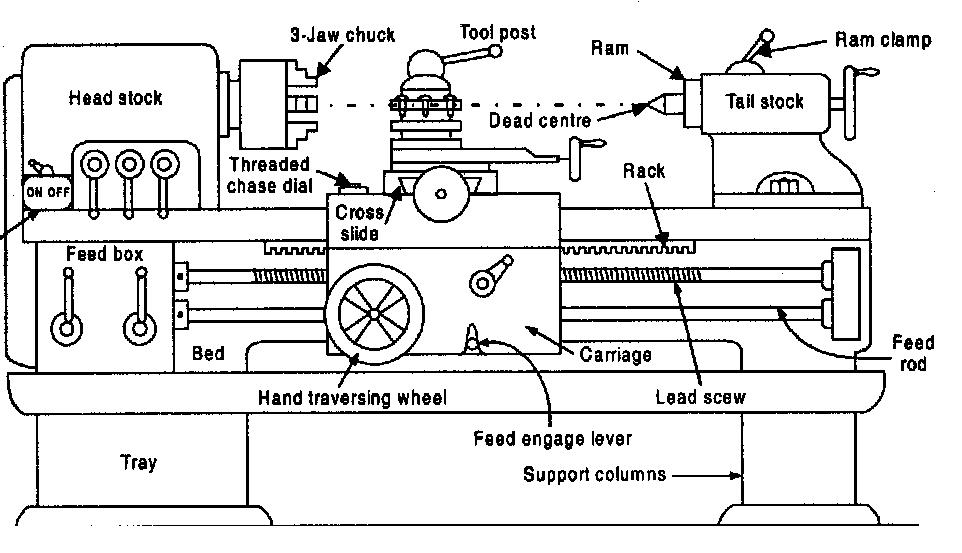 3-Jaw chuck
Tool post
Ram
Ram clamp
Head stock
Tail stock
Dead centre
Threaded
chase dial
Rack
ON OFF
Cross
slide
Feed box
Bed
Carriage
Feed
rod
Hand traversing wheel
Lead scew
Feed engage lever
Tray
Support columns